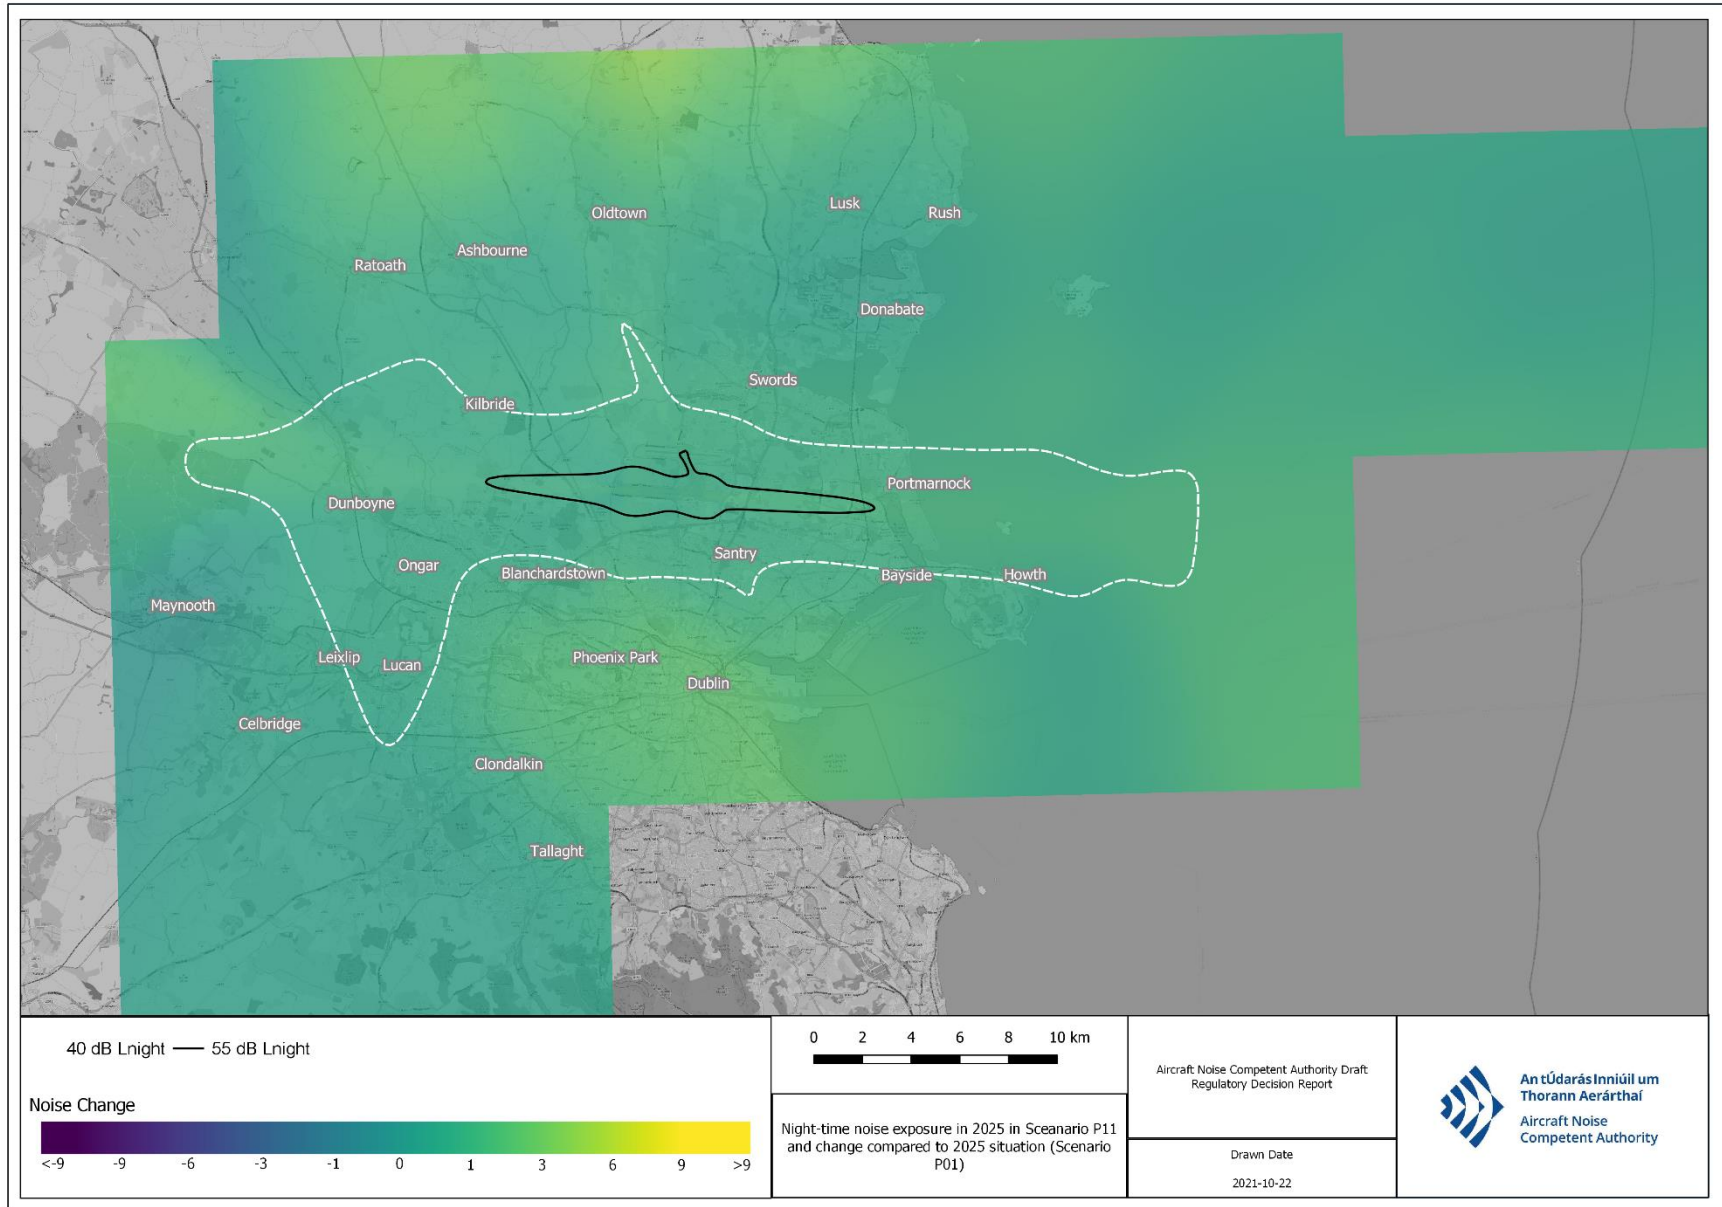 Oldtown
Lusk
Rush
Ashbourne
Ratoath
Donabate
Swords
Kilbride
Portmarnock
Dunboyne
Santry
Ongar
Blanchardstown
Bayside
Howth
Maynooth
Leixlip
Lucan
Phoenix Park
Dublin
Celbridge
Clondalkin
Tallaght
40 dB Lnight
55 dB Lnight
Noise Change
<-9 -9 -6 -3 -1 0 1 3 6 9 >9
0 2 4 6 8 10 km
Night-time noise exposure in 2025 in Sceanario P11
and change compared to 2025 situation (Scenario
P01)
Aircraft Noise Competent Authority Draft
Regulatory Decision Report
Drawn Date
2021-10-22
An tÚdarás Inniúil um
Thorann Aerárthaí
Aircraft Noise
Competent Authority